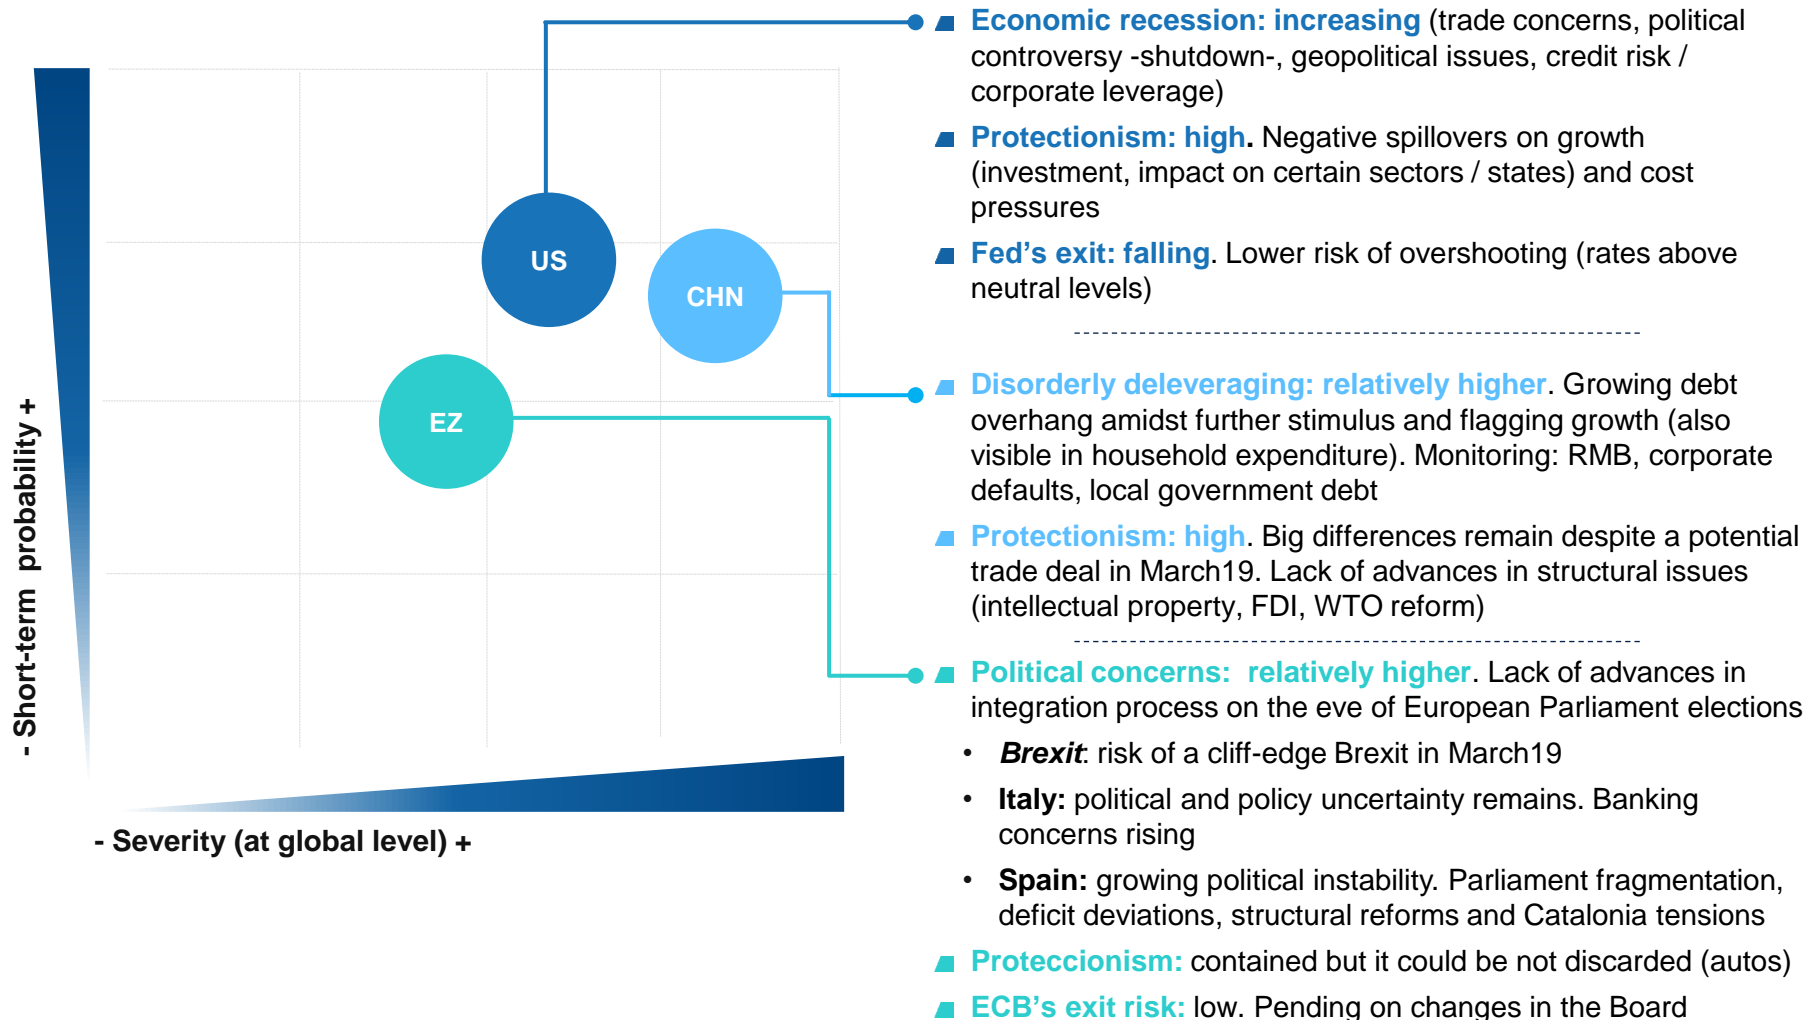 Economic recession: increasing (trade concerns, political
controversy -shutdown-, geopolitical issues, credit risk /
corporate leverage)
Protectionism: high. Negative spillovers on growth
(investment, impact on certain sectors / states) and cost
pressures
Fed’s exit: falling. Lower risk of overshooting (rates above
neutral levels)
Disorderly deleveraging: relatively higher. Growing debt
overhang amidst further stimulus and flagging growth (also
visible in household expenditure). Monitoring: RMB, corporate
defaults, local government debt
Protectionism: high. Big differences remain despite a potential
trade deal in March19. Lack of advances in structural issues
(intellectual property, FDI, WTO reform)
Political concerns: relatively higher. Lack of advances in
integration process on the eve of European Parliament elections
• Brexit: risk of a cliff-edge Brexit in March19
• Italy: political and policy uncertainty remains. Banking
concerns rising
• Spain: growing political instability. Parliament fragmentation,
deficit deviations, structural reforms and Catalonia tensions
Proteccionism: contained but it could be not discarded (autos)
ECB’s exit risk: low. Pending on changes in the Board
US
CHN
EZ
- Short-term probability +
- Severity (at global level) +